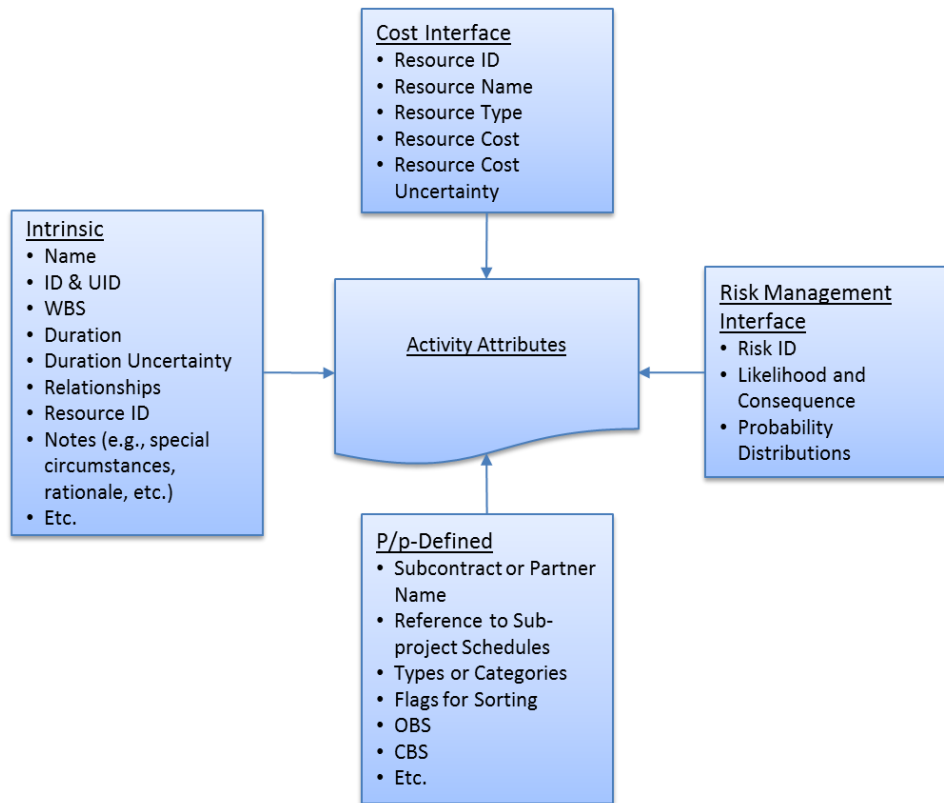 Cost Interface
• Resource ID
• Resource Name
• Resource Type
• Resource Cost
• Resource Cost
Uncertainty
Intrinsic
• Name
• ID & UID
• WBS
• Duration
• Duration Uncertainty
• Relationships
• Resource ID
• Notes (e.g., special
circumstances,
rationale, etc.)
• Etc.
Activity Attributes
Risk Management
Interface
• Risk ID
• Likelihood and
Consequence
• Probability
Distributions
P/p-Defined
• Subcontract or Partner
Name
• Reference to Sub-
project Schedules
• Types or Categories
• Flags for Sorting
• OBS
• CBS
• Etc.